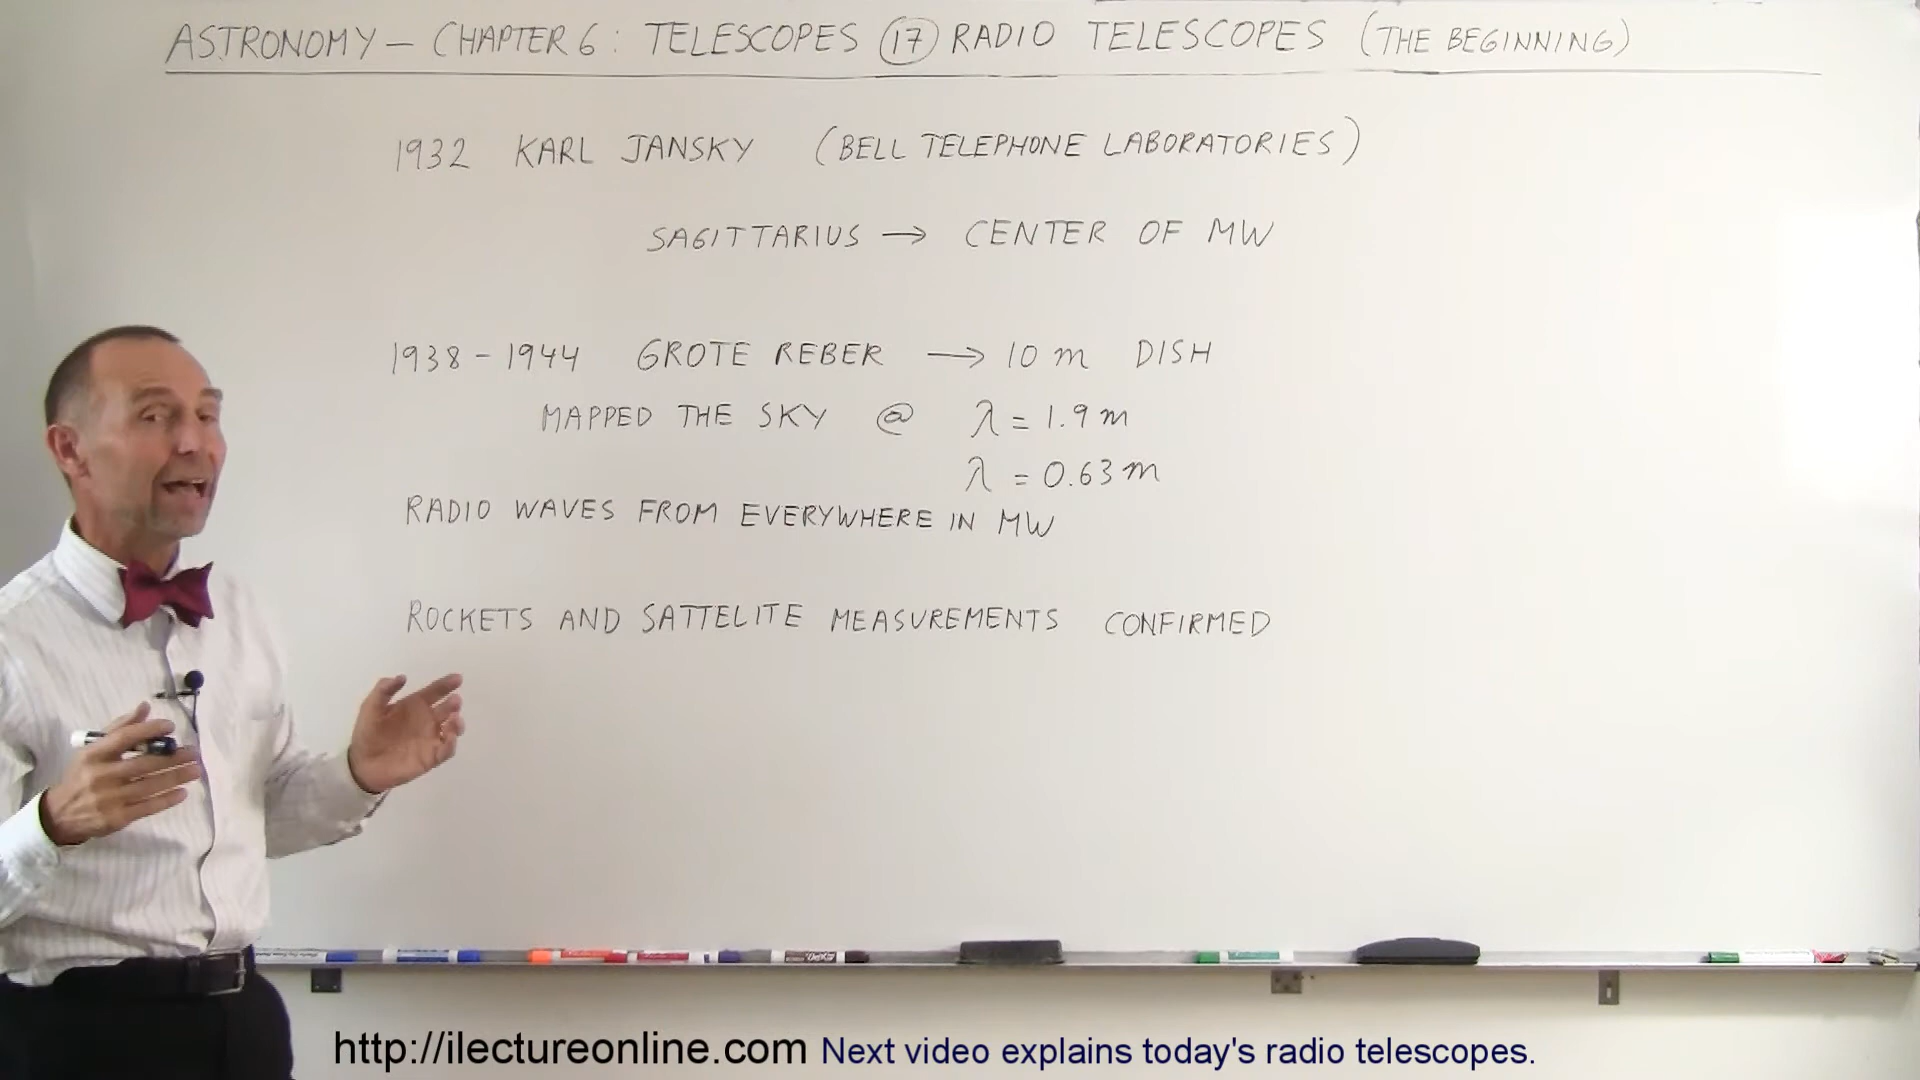 ASTRONOMY – CHAPTER 6 : TELESCOPES 17 RADIO TELESCOPES (THE BEGINNING)
1932 KARL JANSKY (BELL TELEPHONE LABORATORIES)
SAGITTARIUS → CENTER OF MW
1938 – 1944 GROTE REBER → 10 m DISH
MAPPED THE SKY @ λ = 1.9 m
λ = 0.63 m
RADIO WAVES FROM EVERYWHERE IN MW
ROCKETS AND SATTELITE MEASUREMENTS CONFIRMED
http://ilectureonline.com Next video explains today's radio telescopes.